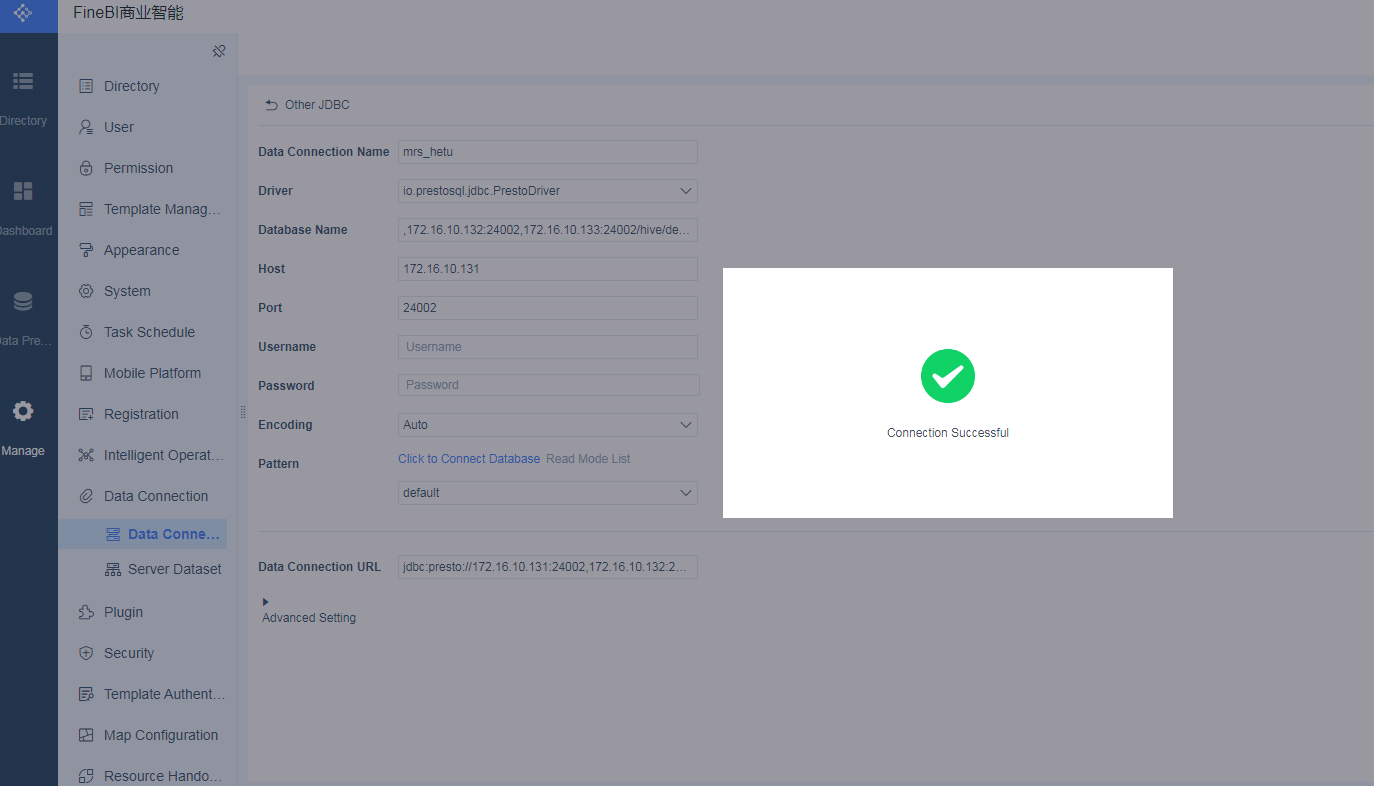 FineBI商业智能
Directory
Dashboard
Data Pre...
Manage
Directory
User
Permission
Template Manag...
Appearance
System
Task Schedule
Mobile Platform
Registration
Intelligent Operat...
Data Connection
Data Conne...
Server Dataset
Plugin
Security
Template Authent...
Map Configuration
Resource Hando...
Other JDBC
Data Connection Name mrs_hetu
Driver io.prestosql.jdbc.PrestoDriver
Database Name ,172.16.10.132:24002,172.16.10.133:24002/hive/de...
Host 172.16.10.131
Port 24002
Username Username
Password Password
Encoding Auto
Pattern Click to Connect Database Read Mode List
default
Data Connection URL jdbc:presto://172.16.10.131:24002,172.16.10.132:2...
Advanced Setting
Connection Successful